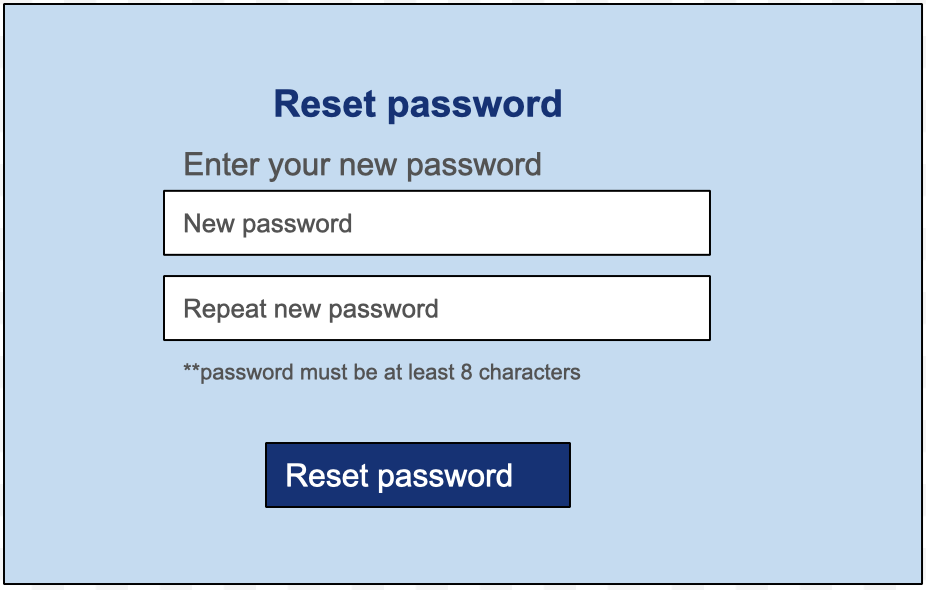 Reset password
Enter your new password
New password
Repeat new password
**password must be at least 8 characters
Reset password